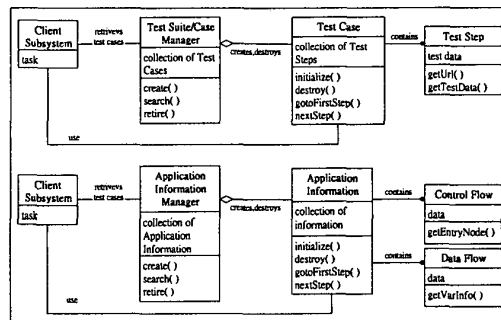 Client
Subsystem
task
retrivevs
test cases
Test Suite/Case
Manager
collection of Test
Cases
create( )
search( )
retire( )
creates,destroys
Test Case
collection of Test
Steps
initialize( )
destroy( )
gotoFirstStep( )
nextStep( )
contains
Test Step
test data
getUrl( )
getTestData( )
use
Client
Subsystem
task
retrivevs
test cases
Application
Information
Manager
collection of
Application
Information
create( )
search( )
retire( )
creates,destroys
Application
Information
collection of
information
initialize( )
destroy( )
gotoFirstStep( )
nextStep( )
contains
Control Flow
data
getEntryNode( )
contains
Data Flow
data
getVarInfo( )
use